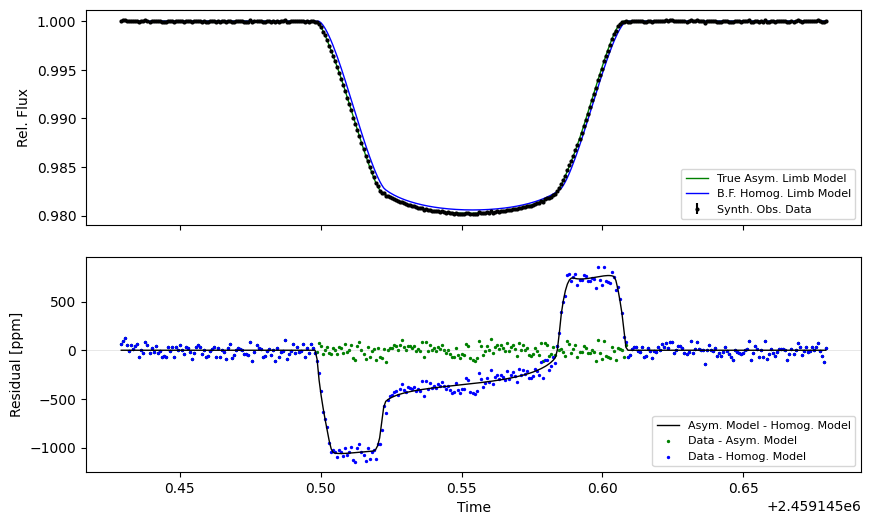 1.000
0.995
0.990
0.985
0.980
Rel. Flux
True Asym. Limb Model
B.F. Homog. Limb Model
Synth. Obs. Data
500
0
−500
−1000
Residual [ppm]
Asym. Model - Homog. Model
Data - Asym. Model
Data - Homog. Model
0.45 0.50 0.55 0.60 0.65
Time
+2.459145e6